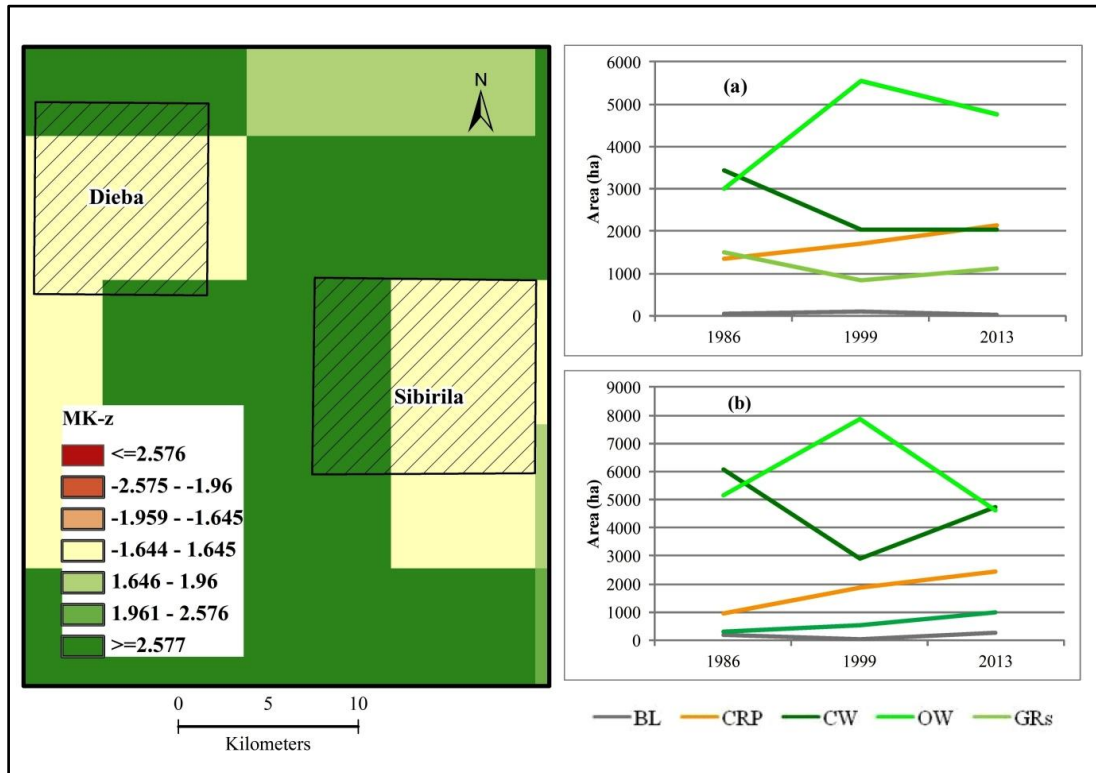 N
Dieba
Sibirila
MK-z
<=2.576
-2.575 - -1.96
-1.959 - -1.645
-1.644 - 1.645
1.646 - 1.96
1.961 - 2.576
>=2.577
0 5 10
Kilometers
(a)
Area (ha)
6000
5000
4000
3000
2000
1000
0
1986 1999 2013
(b)
Area (ha)
9000
8000
7000
6000
5000
4000
3000
2000
1000
0
1986 1999 2013
BL CRP CW OW GRs